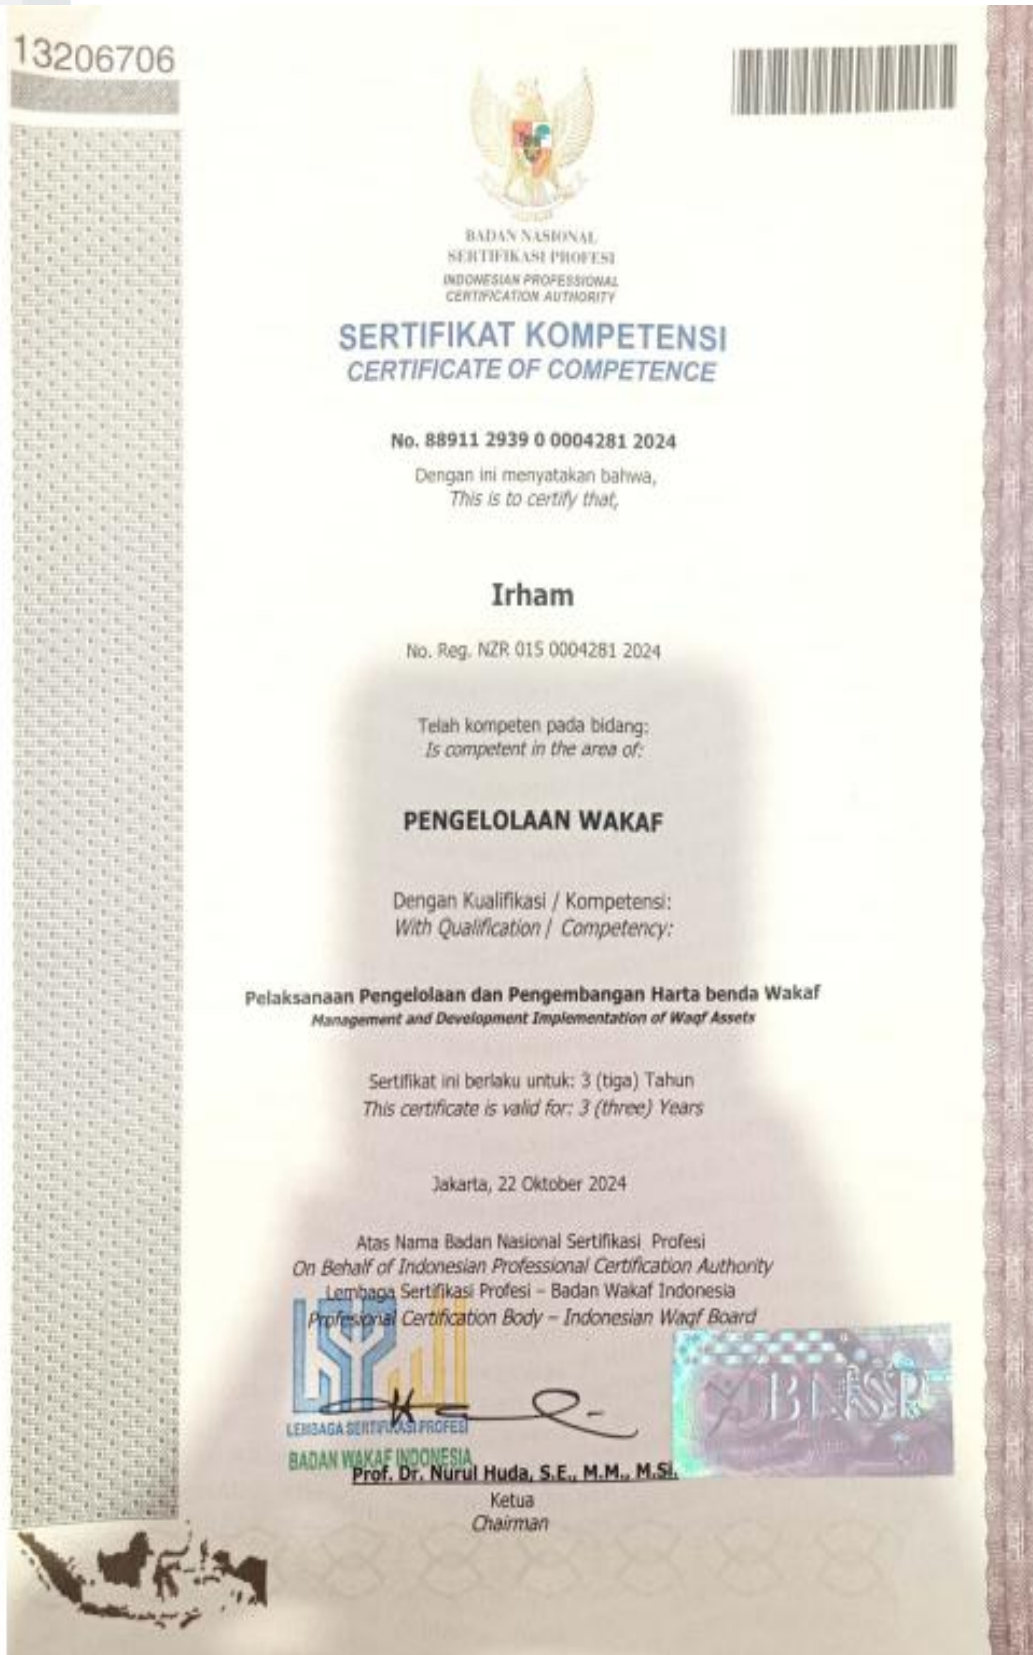 13206706
BADAN NASIONAL
SERTIFIKASI PROFESI
INDONESIAN PROFESSIONAL
CERTIFICATION AUTHORITY
SERTIFIKAT KOMPETENSI
CERTIFICATE OF COMPETENCE
No. 88911 2939 0 0004281 2024
Dengan ini menyatakan bahwa,
This is to certify that,
Irham
No. Reg. NZR 015 0004281 2024
Telah kompeten pada bidang:
Is competent in the area of:
PENGELOLAAN WAKAF
Dengan Kualifikasi / Kompetensi:
With Qualification / Competency:
Pelaksanaan Pengelolaan dan Pengembangan Harta benda Wakaf
Management and Development Implementation of Waqf Assets
Sertifikat ini berlaku untuk: 3 (tiga) Tahun
This certificate is valid for: 3 (three) Years
Jakarta, 22 Oktober 2024
Atas Nama Badan Nasional Sertifikasi Profesi
On Behalf of Indonesian Professional Certification Authority
Lembaga Sertifikasi Profesi – Badan Wakaf Indonesia
Profesional Certification Body – Indonesian Waqf Board
LSP
BNSP
LEMBAGA SERTIFIKASI PROFESI
BADAN WAKAF INDONESIA
Prof. Dr. Nurul Huda, S.E., M.M., M.Si.
Ketua
Chairman